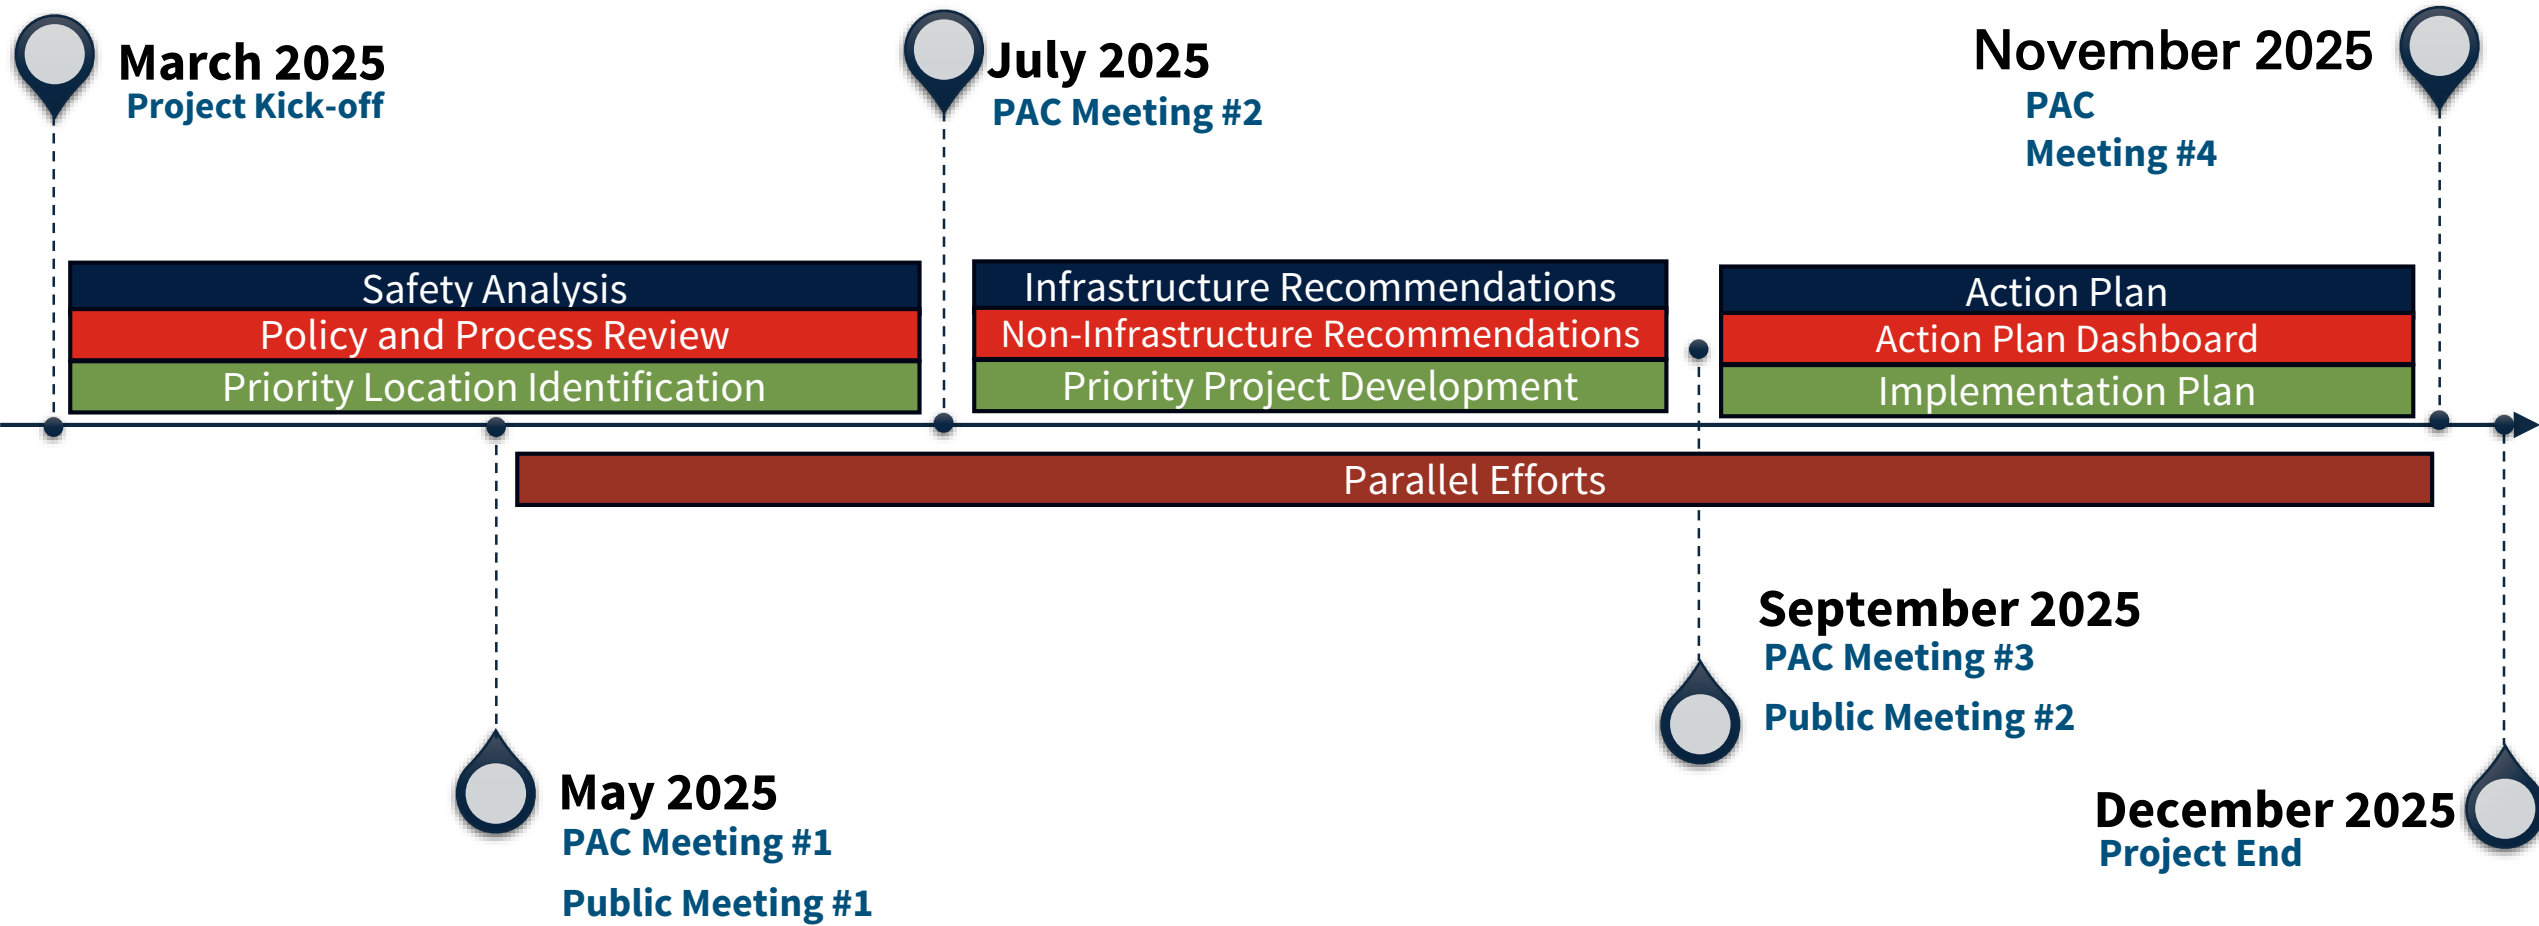 March 2025
Project Kick-off
July 2025
PAC Meeting #2
November 2025
PAC
Meeting #4
Safety Analysis
Policy and Process Review
Priority Location Identification
Infrastructure Recommendations
Non-Infrastructure Recommendations
Priority Project Development
Action Plan
Action Plan Dashboard
Implementation Plan
Parallel Efforts
May 2025
PAC Meeting #1
Public Meeting #1
September 2025
PAC Meeting #3
Public Meeting #2
December 2025
Project End